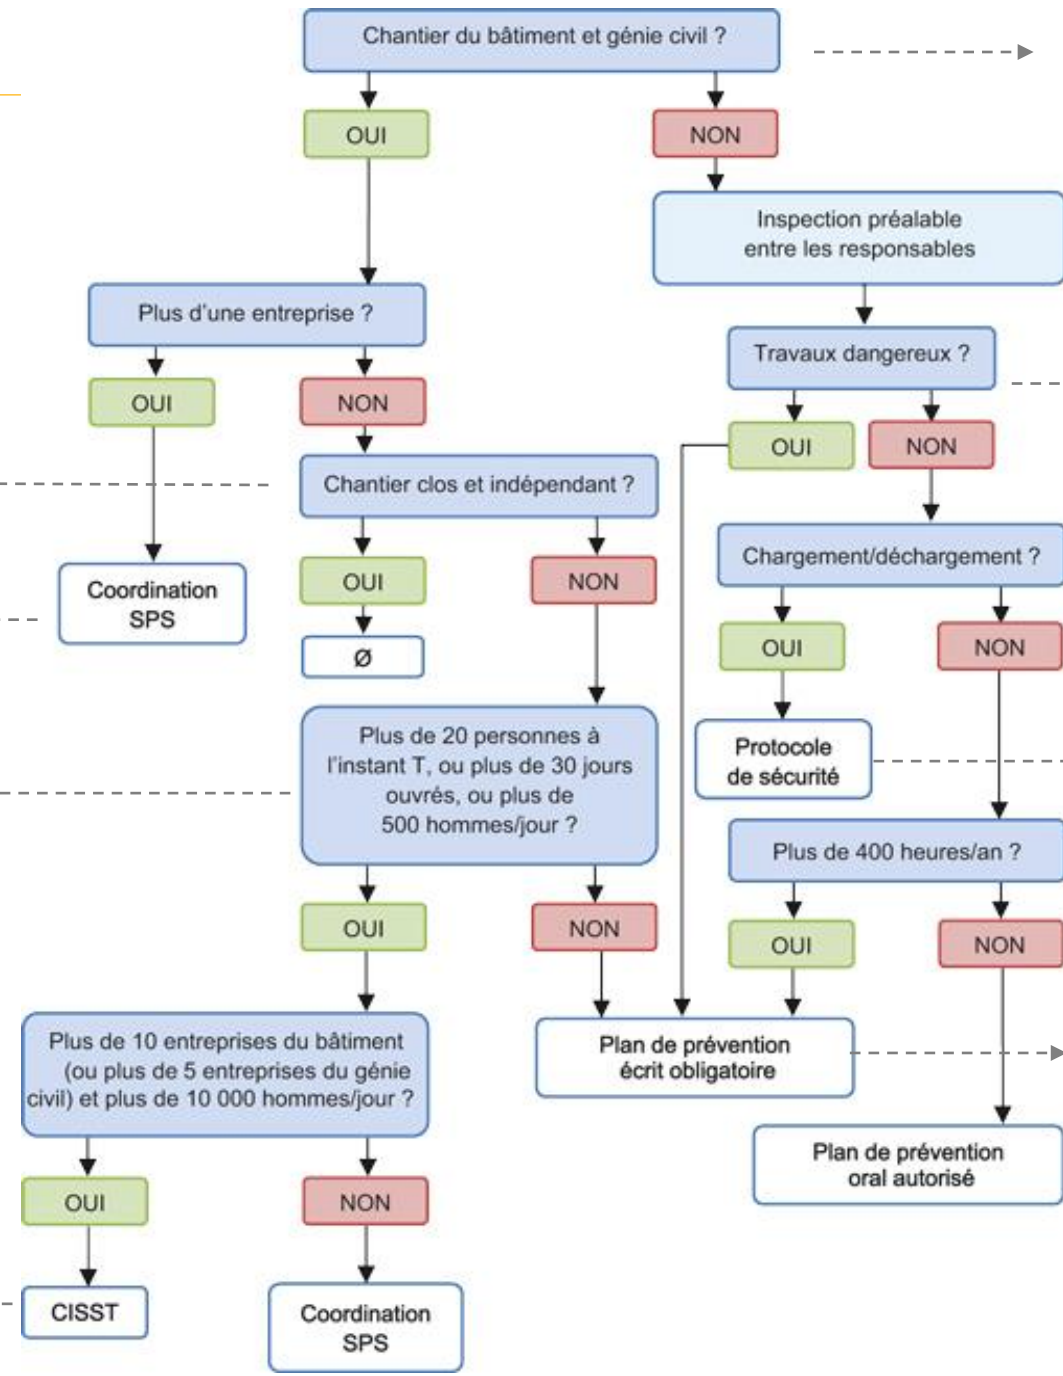 Chantier du bâtiment et génie civil ?
OUI
NON
Inspection préalable
entre les responsables
Plus d'une entreprise ?
Travaux dangereux ?
OUI
NON
OUI
NON
Chantier clos et indépendant ?
Chargement/déchargement ?
OUI
NON
Coordination
SPS
OUI
NON
Ø
Plus de 20 personnes à
l'instant T, ou plus de 30 jours
ouvrés, ou plus de
500 hommes/jour ?
Protocole
de sécurité
Plus de 400 heures/an ?
OUI
NON
OUI
NON
Plus de 10 entreprises du bâtiment
(ou plus de 5 entreprises du génie
civil) et plus de 10 000 hommes/jour ?
Plan de prévention
écrit obligatoire
Plan de prévention
oral autorisé
OUI
NON
CISST
Coordination
SPS